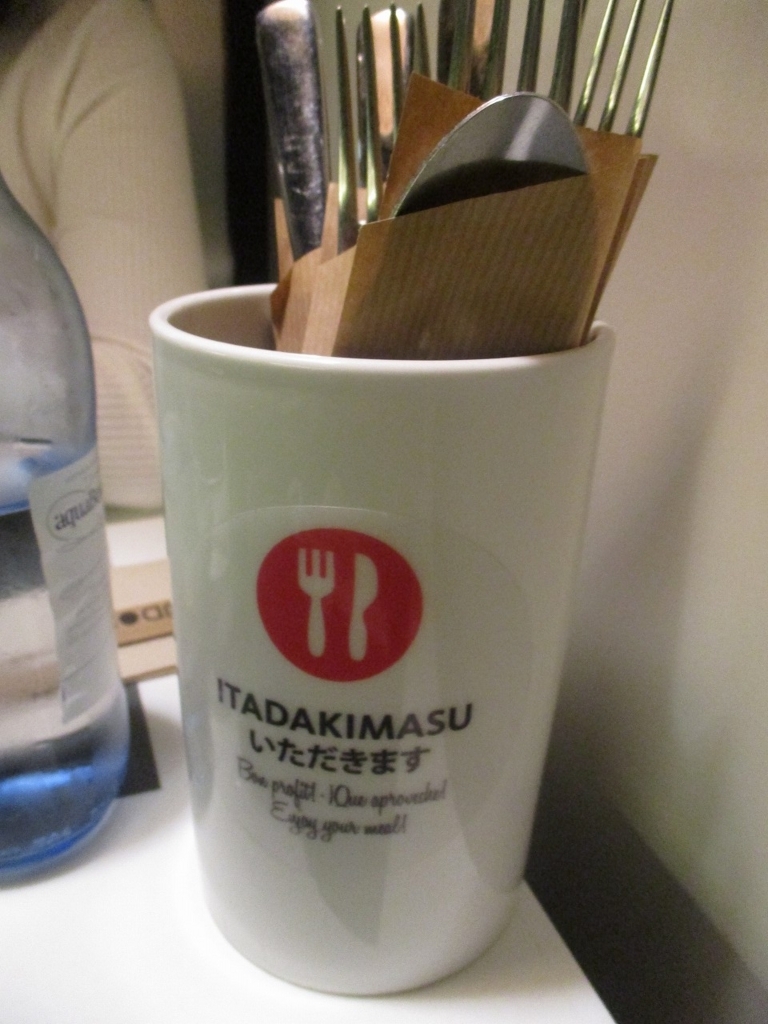 ITADAKIMASU
いただきます
Bon profit! · ¡Que aproveche!
Enjoy your meal!